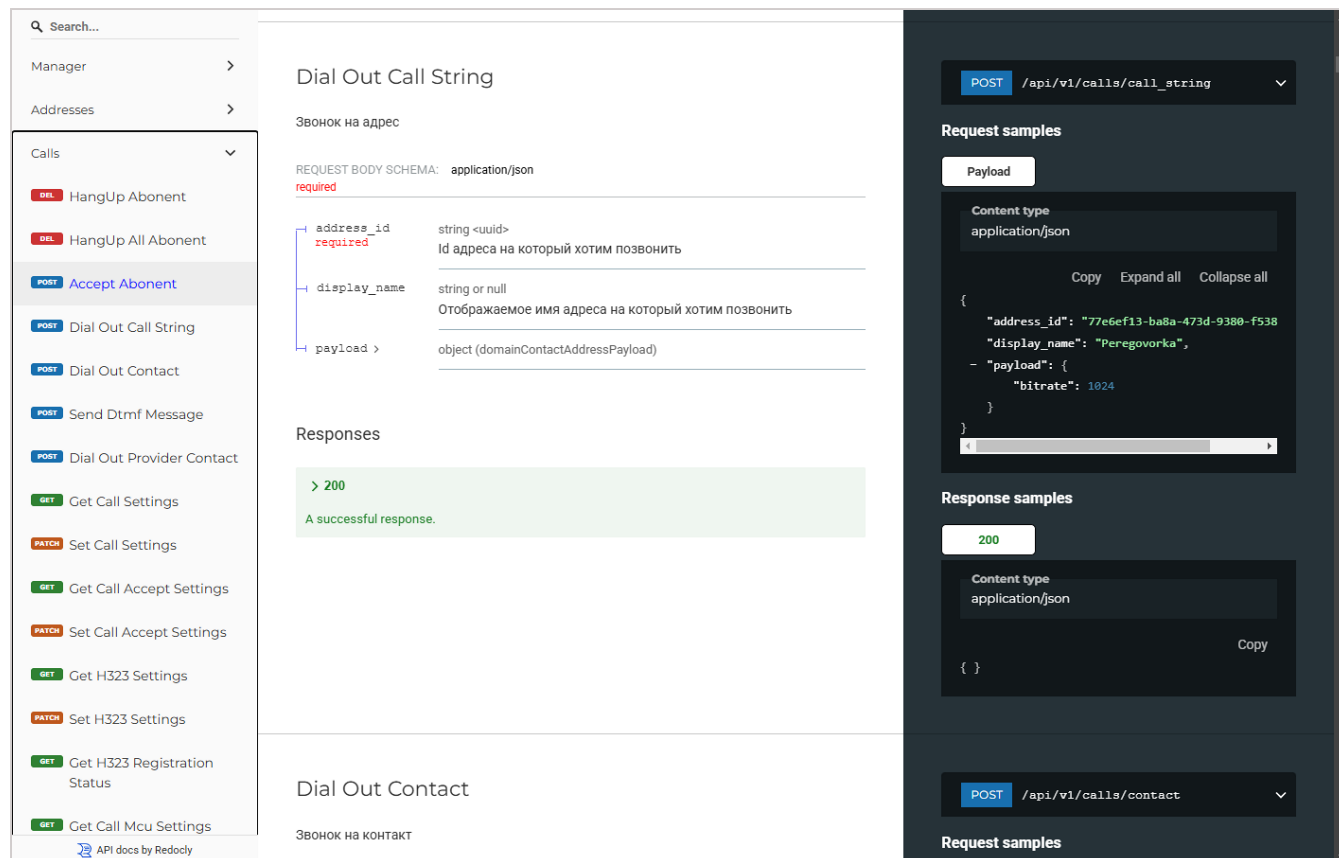 Search...
Manager
Addresses
Calls
DEL HangUp Abonent
DEL HangUp All Abonent
POST Accept Abonent
POST Dial Out Call String
POST Dial Out Contact
POST Send Dtmf Message
POST Dial Out Provider Contact
GET Get Call Settings
PATCH Set Call Settings
GET Get Call Accept Settings
PATCH Set Call Accept Settings
GET Get H323 Settings
PATCH Set H323 Settings
GET Get H323 Registration
Status
GET Get Call Mcu Settings
API docs by Redocly
Dial Out Call String
Звонок на адрес
REQUEST BODY SCHEMA: application/json
required
address_id string <uuid>
required Id адреса на который хотим позвонить
display_name string or null
Отображаемое имя адреса на который хотим позвонить
payload > object (domainContactAddressPayload)
Responses
> 200
A successful response.
Dial Out Contact
Звонок на контакт
POST /api/v1/calls/call_string
Request samples
Payload
Content type
application/json
Copy Expand all Collapse all
{
"address_id": "77e6ef13-ba8a-473d-9380-f538
"display_name": "Peregovorka",
- "payload": {
"bitrate": 1024
}
}
Response samples
200
Content type
application/json
Copy
{ }
POST /api/v1/calls/contact
Request samples